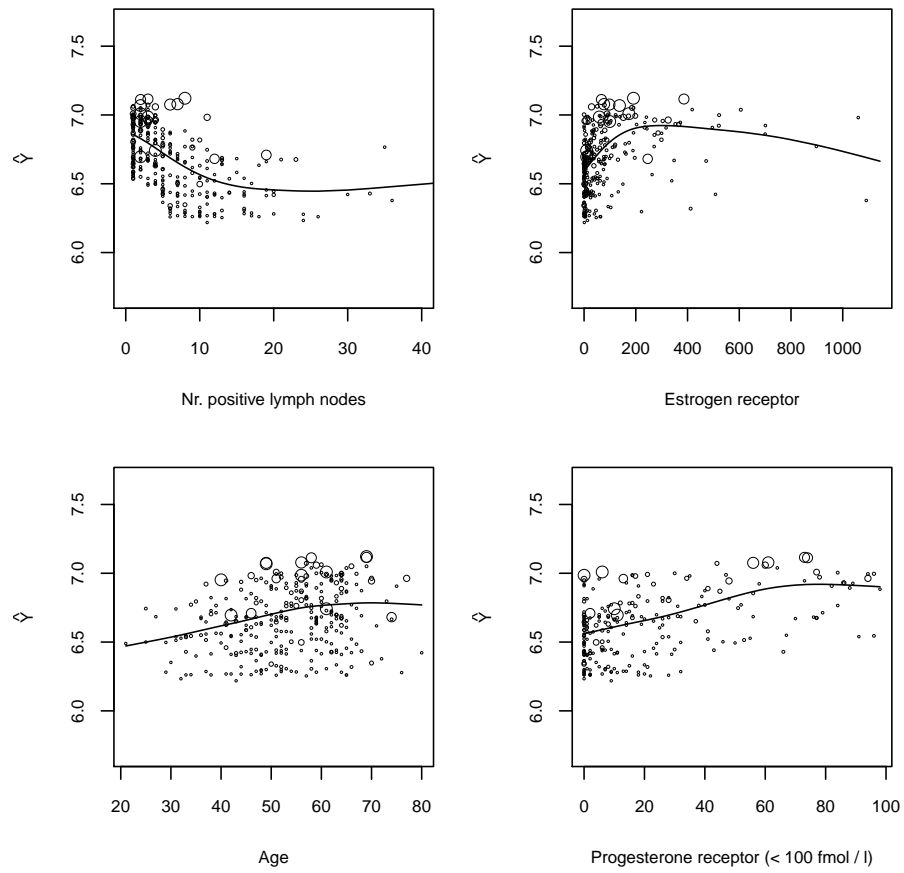 7.5
7.0
6.5
6.0
Ŷ
0 10 20 30 40
Nr. positive lymph nodes
7.5
7.0
6.5
6.0
Ŷ
0 200 400 600 800 1000
Estrogen receptor
7.5
7.0
6.5
6.0
Ŷ
20 30 40 50 60 70 80
Age
7.5
7.0
6.5
6.0
Ŷ
0 20 40 60 80 100
Progesterone receptor (< 100 fmol / l)